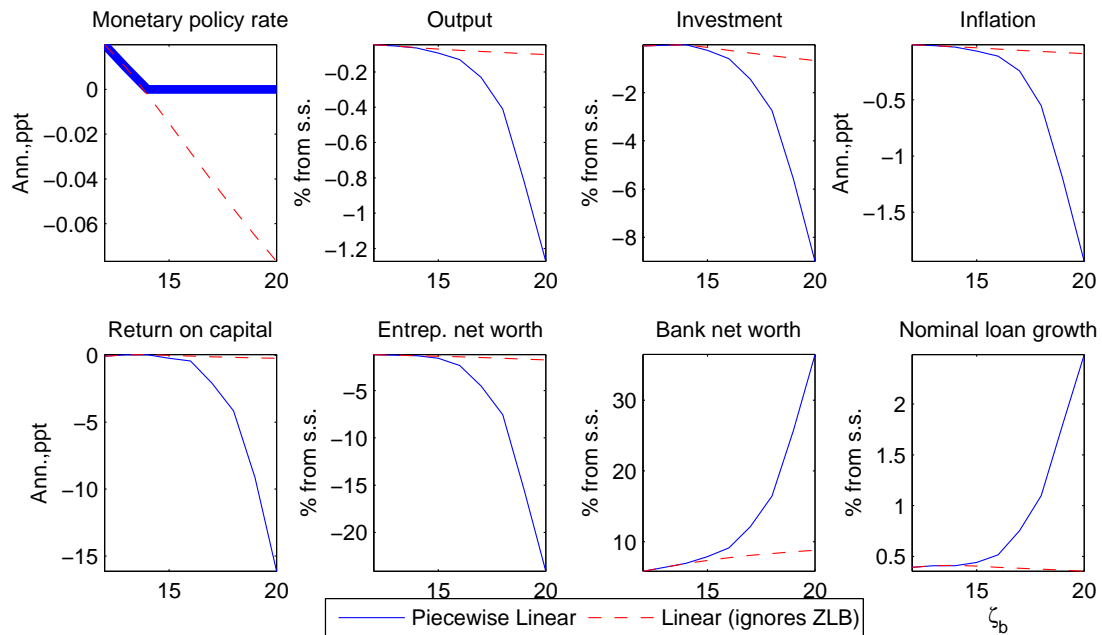 Monetary policy rate
Output
Investment
Inflation
Ann.,ppt
0
−0.02
−0.04
−0.06
15
20
% from s.s.
−0.2
−0.4
−0.6
−0.8
−1
−1.2
15
20
% from s.s.
−2
−4
−6
−8
15
20
Ann.,ppt
−0.5
−1
−1.5
15
20
Return on capital
Entrep. net worth
Bank net worth
Nominal loan growth
Ann.,ppt
0
−5
−10
−15
15
20
% from s.s.
−5
−10
−15
−20
15
20
% from s.s.
30
20
10
15
20
% from s.s.
2
1.5
1
0.5
15
20
ζb
Piecewise Linear
Linear (ignores ZLB)